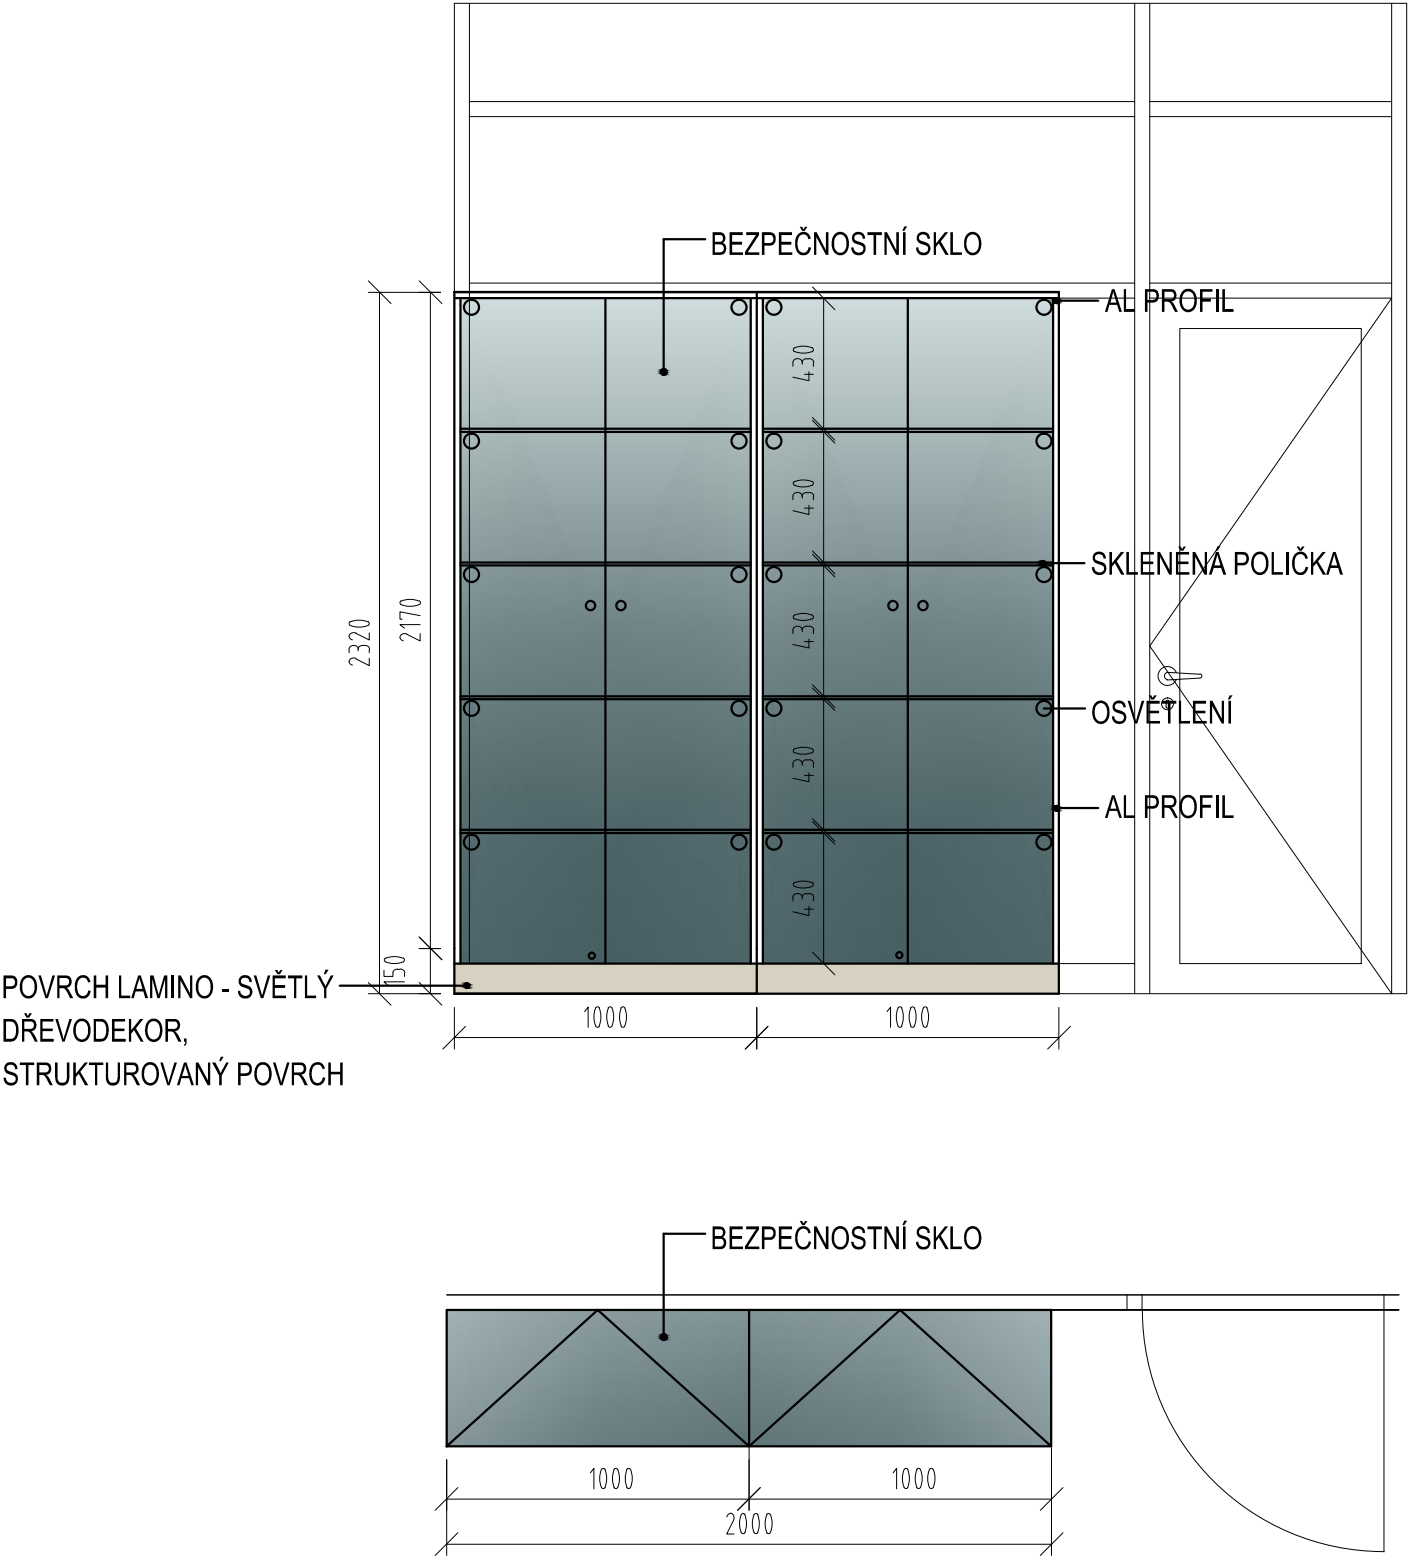 BEZPEČNOSTNÍ SKLO
AL PROFIL
430
430
SKLENĚNÁ POLIČKA
2320
2170
430
OSVĚTLENÍ
430
AL PROFIL
430
150
POVRCH LAMINO - SVĚTLÝ
DŘEVODEKOR,
STRUKTUROVANÝ POVRCH
1000 1000
BEZPEČNOSTNÍ SKLO
1000 1000
2000